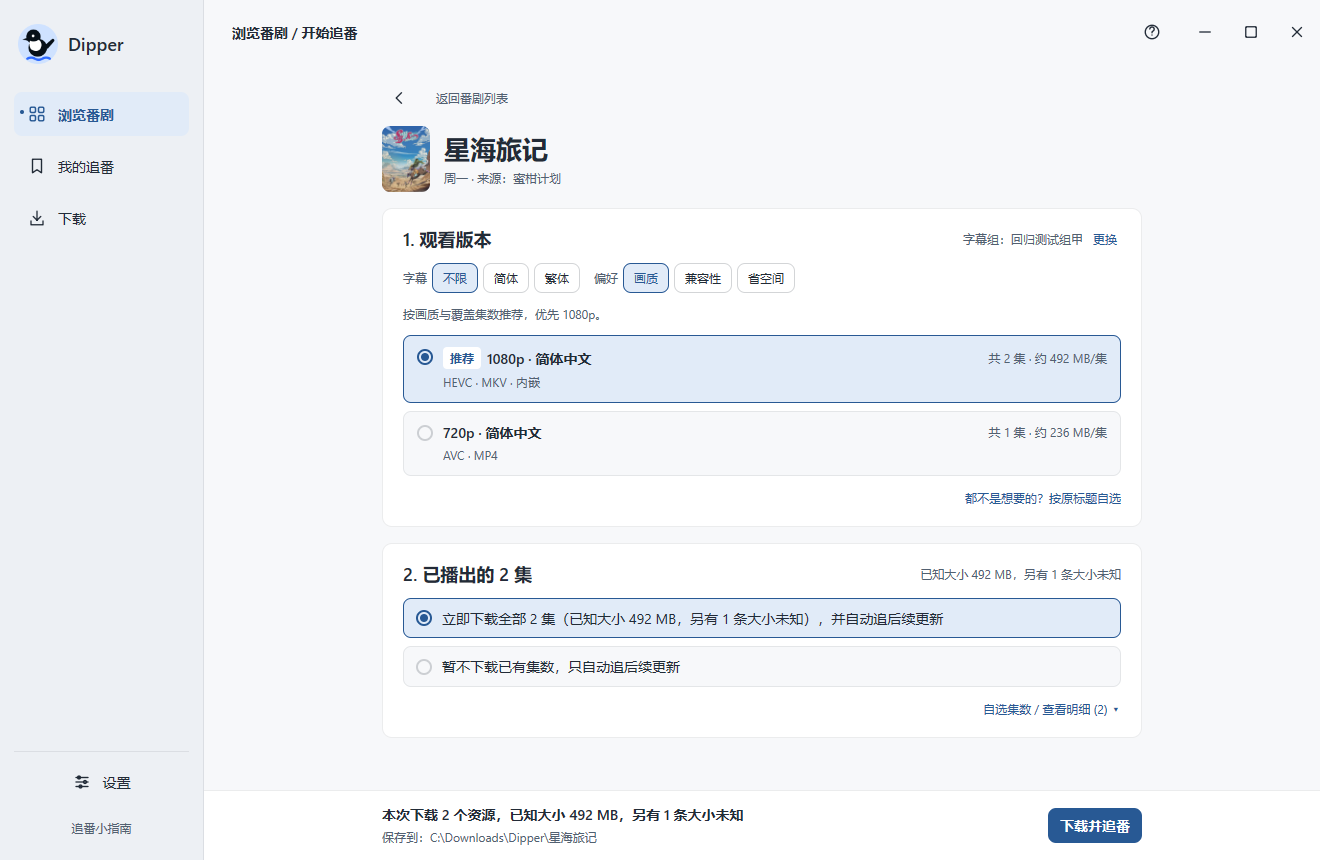 Dipper
浏览番剧
我的追番
下载
设置
追番小指南
浏览番剧 / 开始追番
返回番剧列表
星海旅记
周一 · 来源：蜜柑计划
1. 观看版本
字幕组：回归测试组甲 更换
字幕 不限 简体 繁体 偏好 画质 兼容性 省空间
按画质与覆盖集数推荐，优先 1080p。
推荐 1080p · 简体中文
共 2 集 · 约 492 MB/集
HEVC · MKV · 内嵌
720p · 简体中文
共 1 集 · 约 236 MB/集
AVC · MP4
都不是想要的？按原标题自选
2. 已播出的 2 集
已知大小 492 MB，另有 1 条大小未知
立即下载全部 2 集（已知大小 492 MB，另有 1 条大小未知），并自动追后续更新
暂不下载已有集数，只自动追后续更新
自选集数 / 查看明细 (2)
本次下载 2 个资源，已知大小 492 MB，另有 1 条大小未知
保存到：C:\Downloads\Dipper\星海旅记
下载并追番